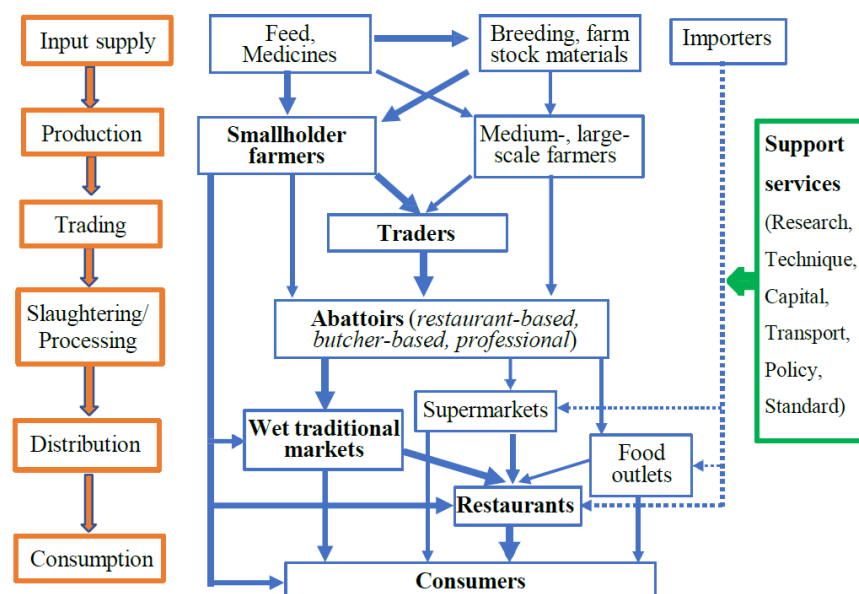 Input supply
Production
Trading
Slaughtering/
Processing
Distribution
Consumption
Feed,
Medicines
Breeding, farm
stock materials
Importers
Smallholder
farmers
Medium-, large-
scale farmers
Traders
Abattoirs (restaurant-based,
butcher-based, professional)
Supermarkets
Wet traditional
markets
Food
outlets
Restaurants
Consumers
Support
services
(Research,
Technique,
Capital,
Transport,
Policy,
Standard)